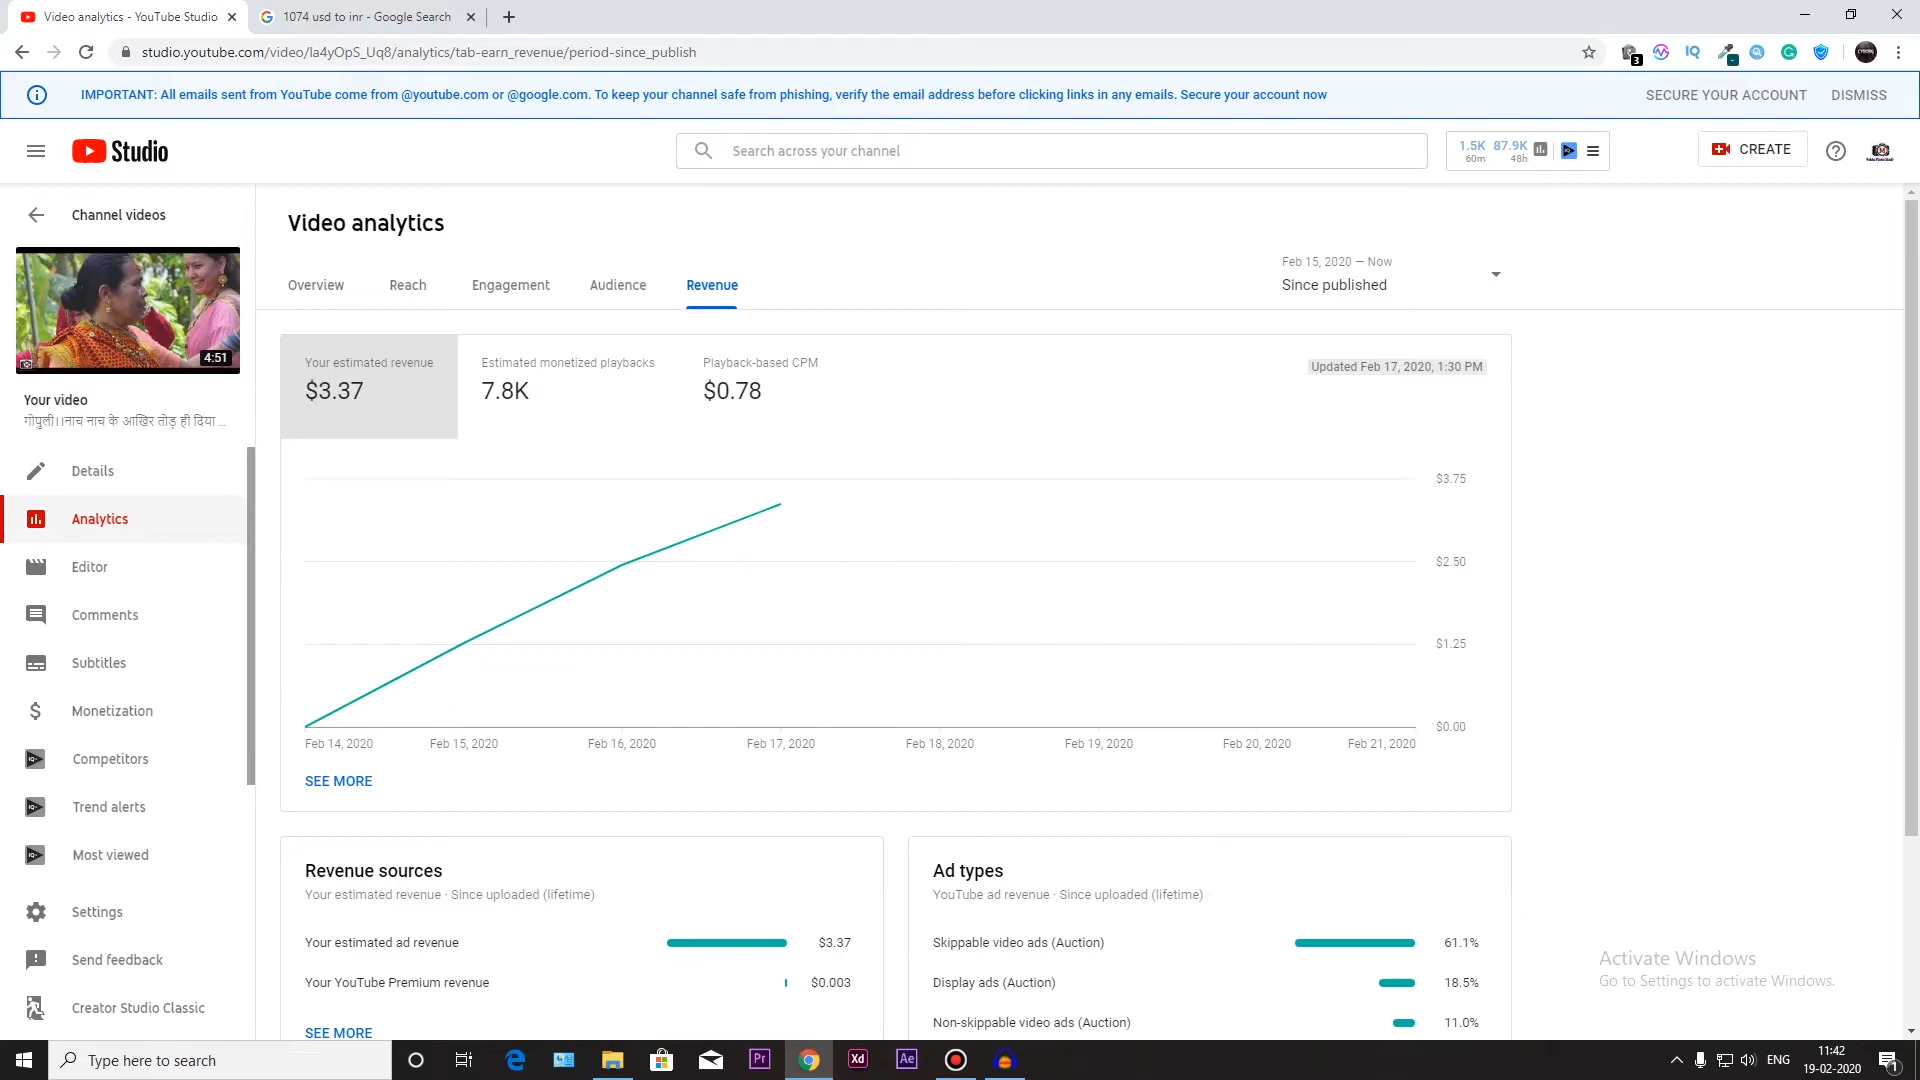 Video analytics - YouTube Studio
1074 usd to inr - Google Search
studio.youtube.com/video/la4yOpS_Uq8/analytics/tab-earn_revenue/period-since_publish
3
IQ
IMPORTANT: All emails sent from YouTube come from @youtube.com or @google.com. To keep your channel safe from phishing, verify the email address before clicking links in any emails. Secure your account now
SECURE YOUR ACCOUNT
DISMISS
Studio
Search across your channel
1.5K 87.9K
60m 48h
CREATE
Channel videos
4:51
Your video
गोपुली।।नाच नाच के आखिर तोड़ ही दिया ...
Details
Analytics
Editor
Comments
Subtitles
Monetization
Competitors
Trend alerts
Most viewed
Settings
Send feedback
Creator Studio Classic
Video analytics
Overview
Reach
Engagement
Audience
Revenue
Feb 15, 2020 – Now
Since published
Your estimated revenue
$3.37
Estimated monetized playbacks
7.8K
Playback-based CPM
$0.78
Updated Feb 17, 2020, 1:30 PM
$3.75
$2.50
$1.25
$0.00
Feb 14, 2020
Feb 15, 2020
Feb 16, 2020
Feb 17, 2020
Feb 18, 2020
Feb 19, 2020
Feb 20, 2020
Feb 21, 2020
SEE MORE
Revenue sources
Your estimated revenue · Since uploaded (lifetime)
Your estimated ad revenue
$3.37
Your YouTube Premium revenue
$0.003
SEE MORE
Ad types
YouTube ad revenue · Since uploaded (lifetime)
Skippable video ads (Auction)
61.1%
Display ads (Auction)
18.5%
Non-skippable video ads (Auction)
11.0%
Activate Windows
Go to Settings to activate Windows.
Type here to search
Pr
Xd
Ae
ENG
11:42
19-02-2020
1